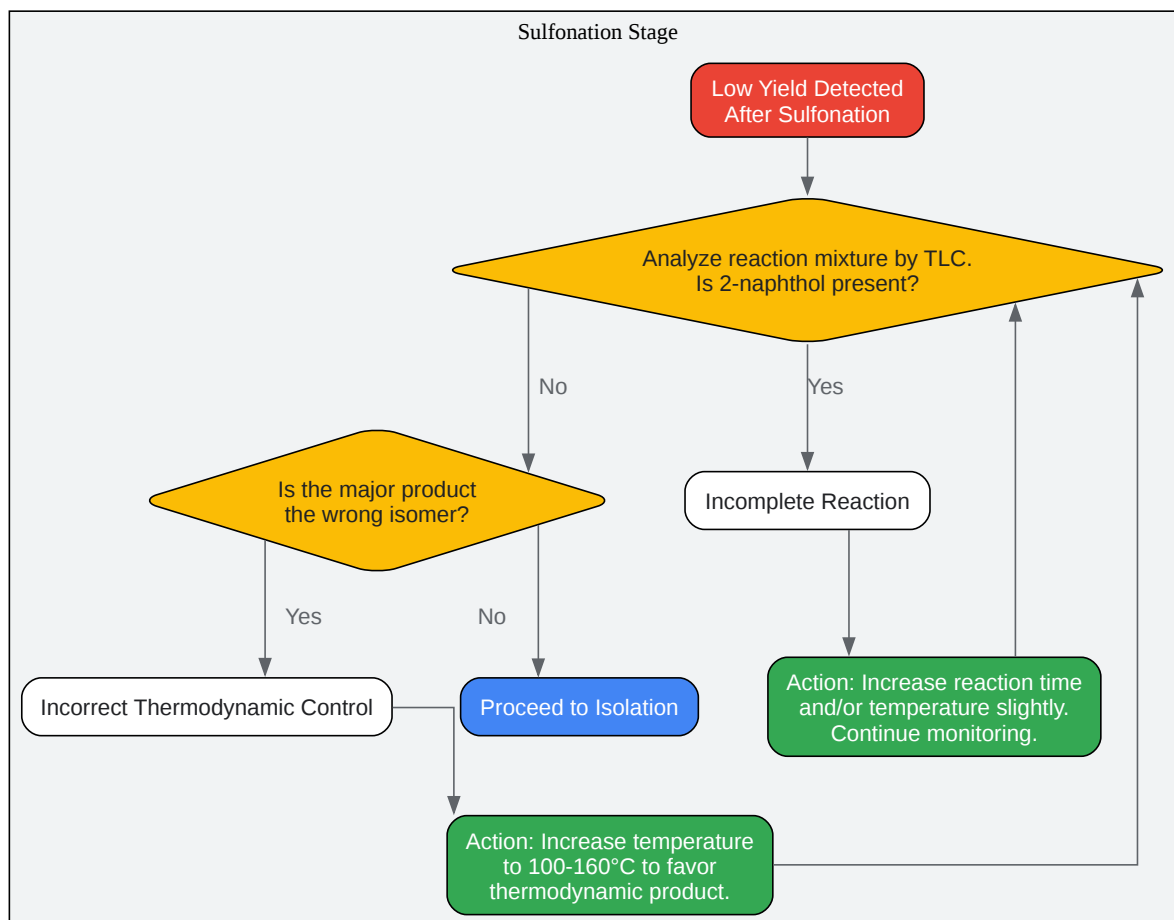 Sulfonation Stage
Low Yield Detected
After Sulfonation
Analyze reaction mixture by TLC.
Is 2-naphthol present?
No
Yes
Is the major product
the wrong isomer?
Incomplete Reaction
Yes
No
Incorrect Thermodynamic Control
Proceed to Isolation
Action: Increase reaction time
and/or temperature slightly.
Continue monitoring.
Action: Increase temperature
to 100-160°C to favor
thermodynamic product.